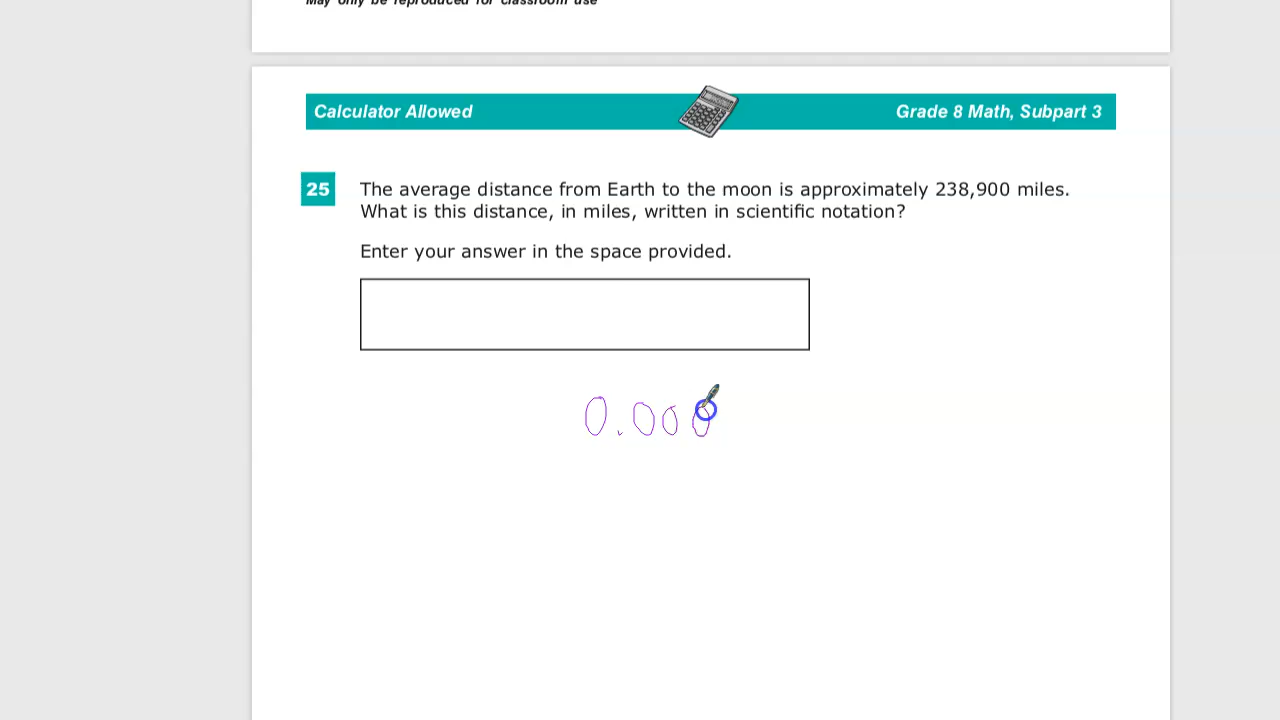 May only be reproduced for classroom use
Calculator Allowed
Grade 8 Math, Subpart 3
25 The average distance from Earth to the moon is approximately 238,900 miles.
What is this distance, in miles, written in scientific notation?
Enter your answer in the space provided.
0.000